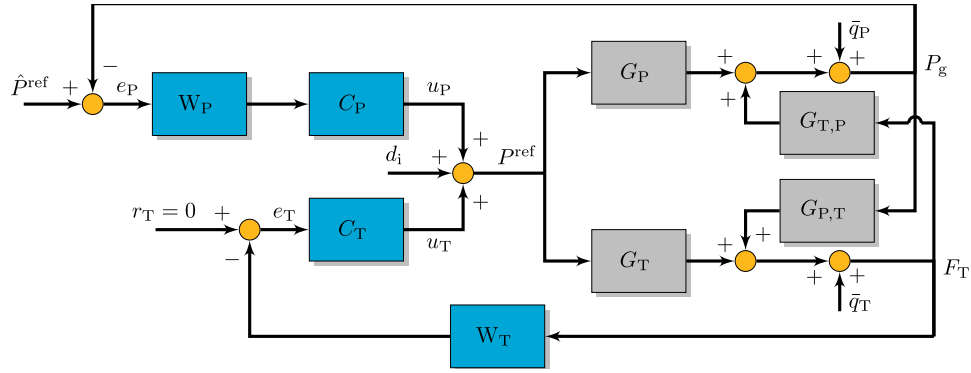 q̄_P
P̂^ref
+
−
e_P
W_P
C_P
u_P
+
G_P
+
+
+
+
P_g
G_T,P
d_i
+
P^ref
+
r_T = 0
+
−
e_T
C_T
u_T
G_P,T
G_T
+
+
+
+
F_T
q̄_T
W_T